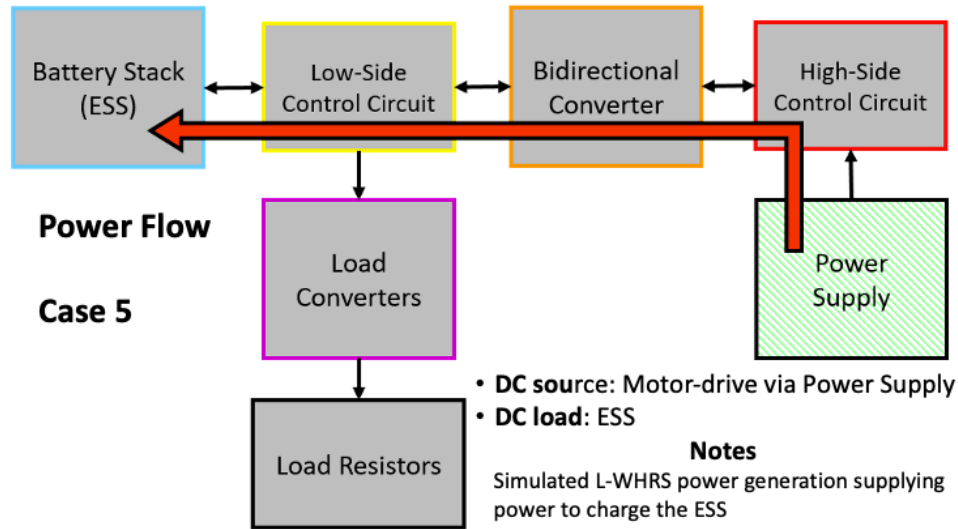 Battery Stack
(ESS)
Low-Side
Control Circuit
Bidirectional
Converter
High-Side
Control Circuit
Power Flow
Case 5
Load
Converters
Power
Supply
Load Resistors
• DC source: Motor-drive via Power Supply
• DC load: ESS
Notes
Simulated L-WHRS power generation supplying
power to charge the ESS